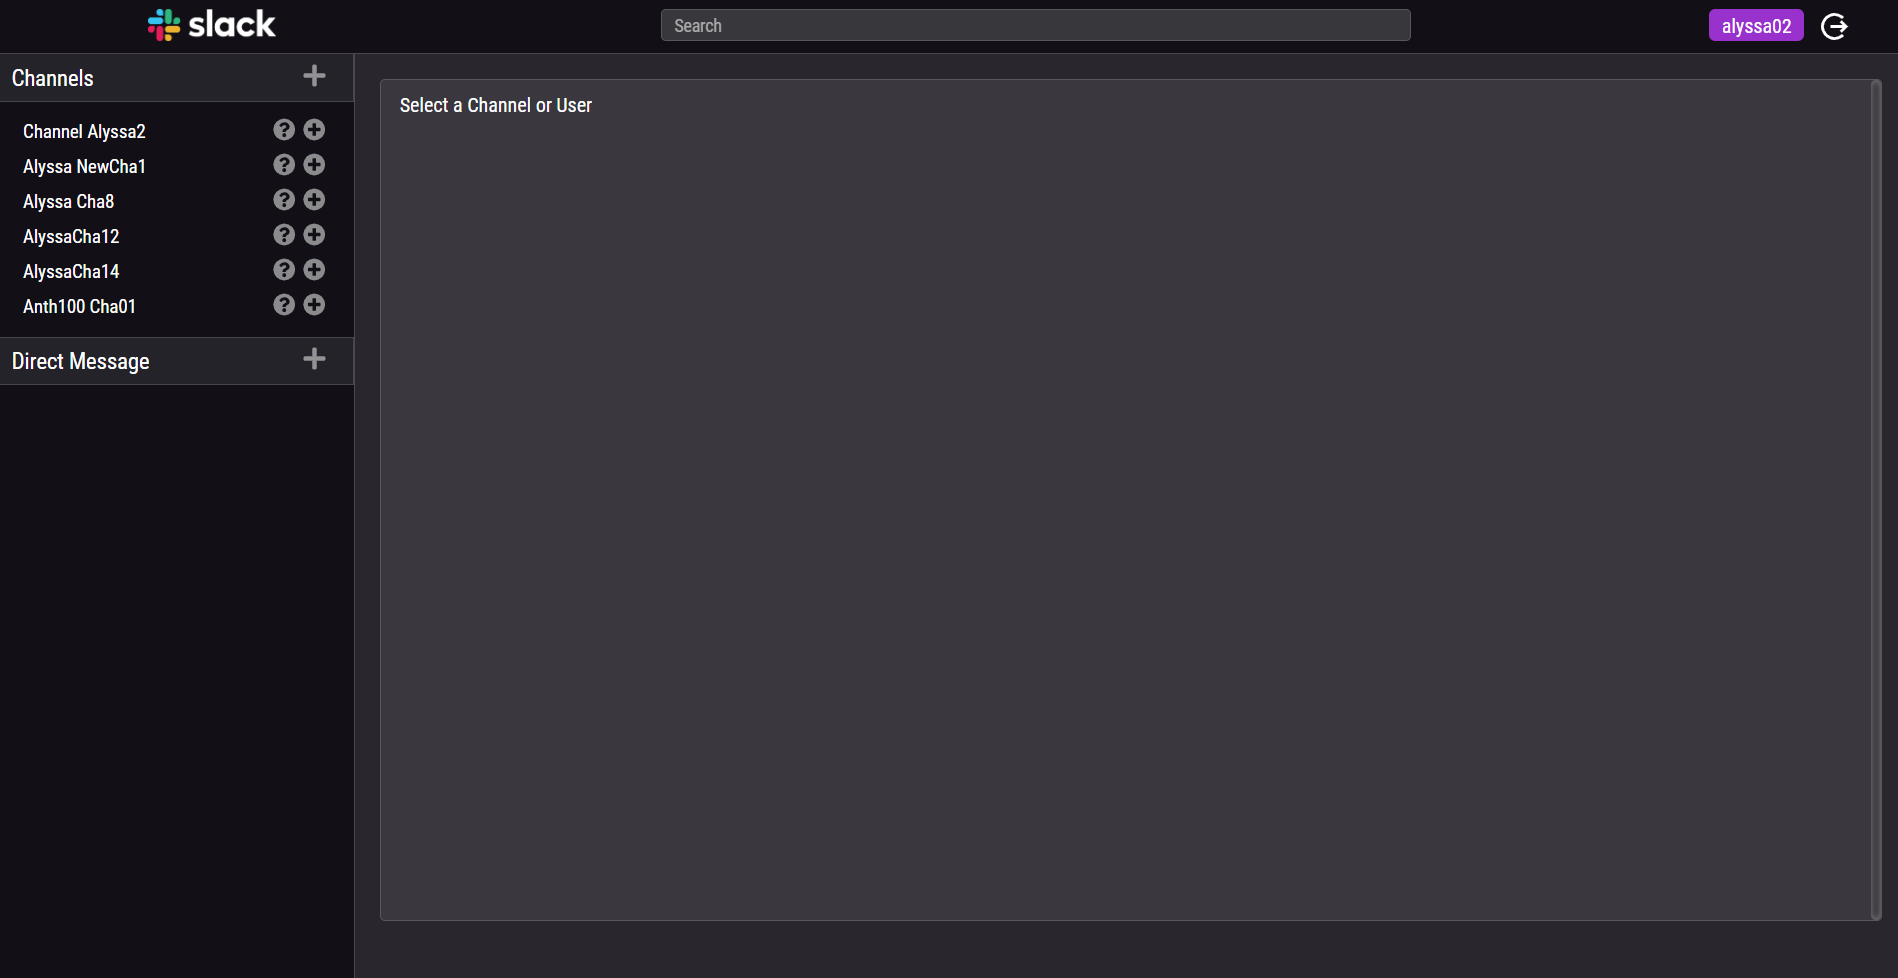 slack
Search
alyssa02
Channels
Channel Alyssa2
Alyssa NewCha1
Alyssa Cha8
AlyssaCha12
AlyssaCha14
Anth100 Cha01
Direct Message
Select a Channel or User